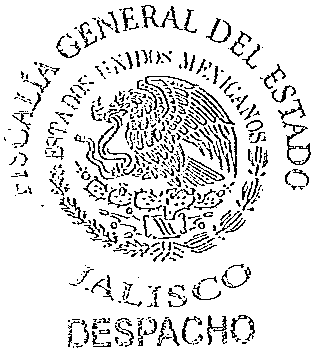 FISCALÍA GENERAL DEL ESTADO
ESTADOS UNIDOS MEXICANOS
JALISCO
DESPACHO